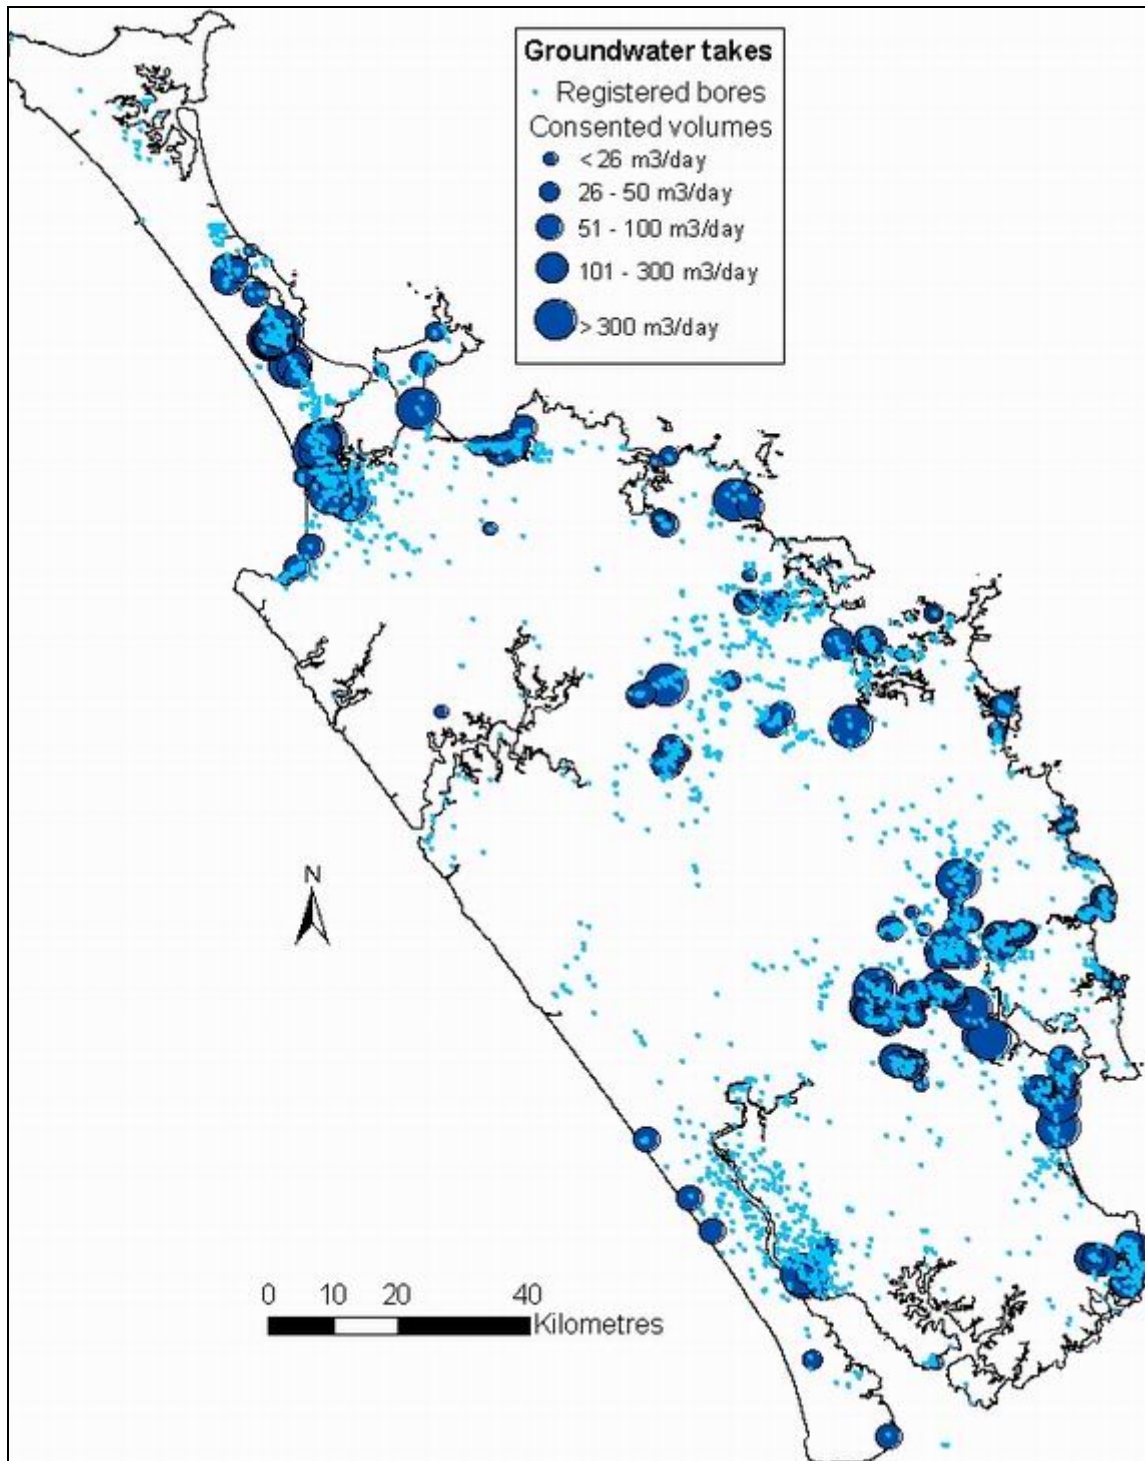 Groundwater takes
Registered bores
Consented volumes
< 26 m3/day
26 - 50 m3/day
51 - 100 m3/day
101 - 300 m3/day
> 300 m3/day
N
0 10 20 40
Kilometres